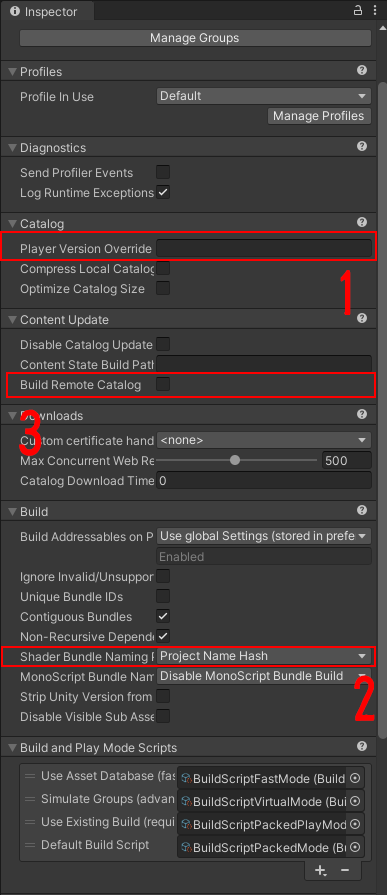 Inspector
Manage Groups
Profiles
Profile In Use Default
Manage Profiles
Diagnostics
Send Profiler Events
Log Runtime Exceptions
Catalog
Player Version Override
Compress Local Catalog
Optimize Catalog Size
1
Content Update
Disable Catalog Update
Content State Build Path
Build Remote Catalog
Downloads
3
Custom certificate hand <none>
Max Concurrent Web Re 500
Catalog Download Time 0
Build
Build Addressables on P Use global Settings (stored in prefe
Enabled
Ignore Invalid/Unsuppor
Unique Bundle IDs
Contiguous Bundles
Non-Recursive Depende
Shader Bundle Naming P Project Name Hash
MonoScript Bundle Nam Disable MonoScript Bundle Build
2
Strip Unity Version from
Disable Visible Sub Asse
Build and Play Mode Scripts
Use Asset Database (fas BuildScriptFastMode (Build
Simulate Groups (advan BuildScriptVirtualMode (Bui
Use Existing Build (requi BuildScriptPackedPlayMod
Default Build Script BuildScriptPackedMode (Bu